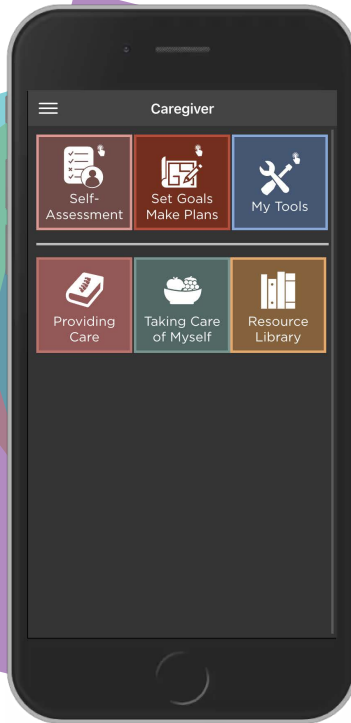 Caregiver
Self-
Assessment
Set Goals
Make Plans
My Tools
Providing
Care
Taking Care
of Myself
Resource
Library